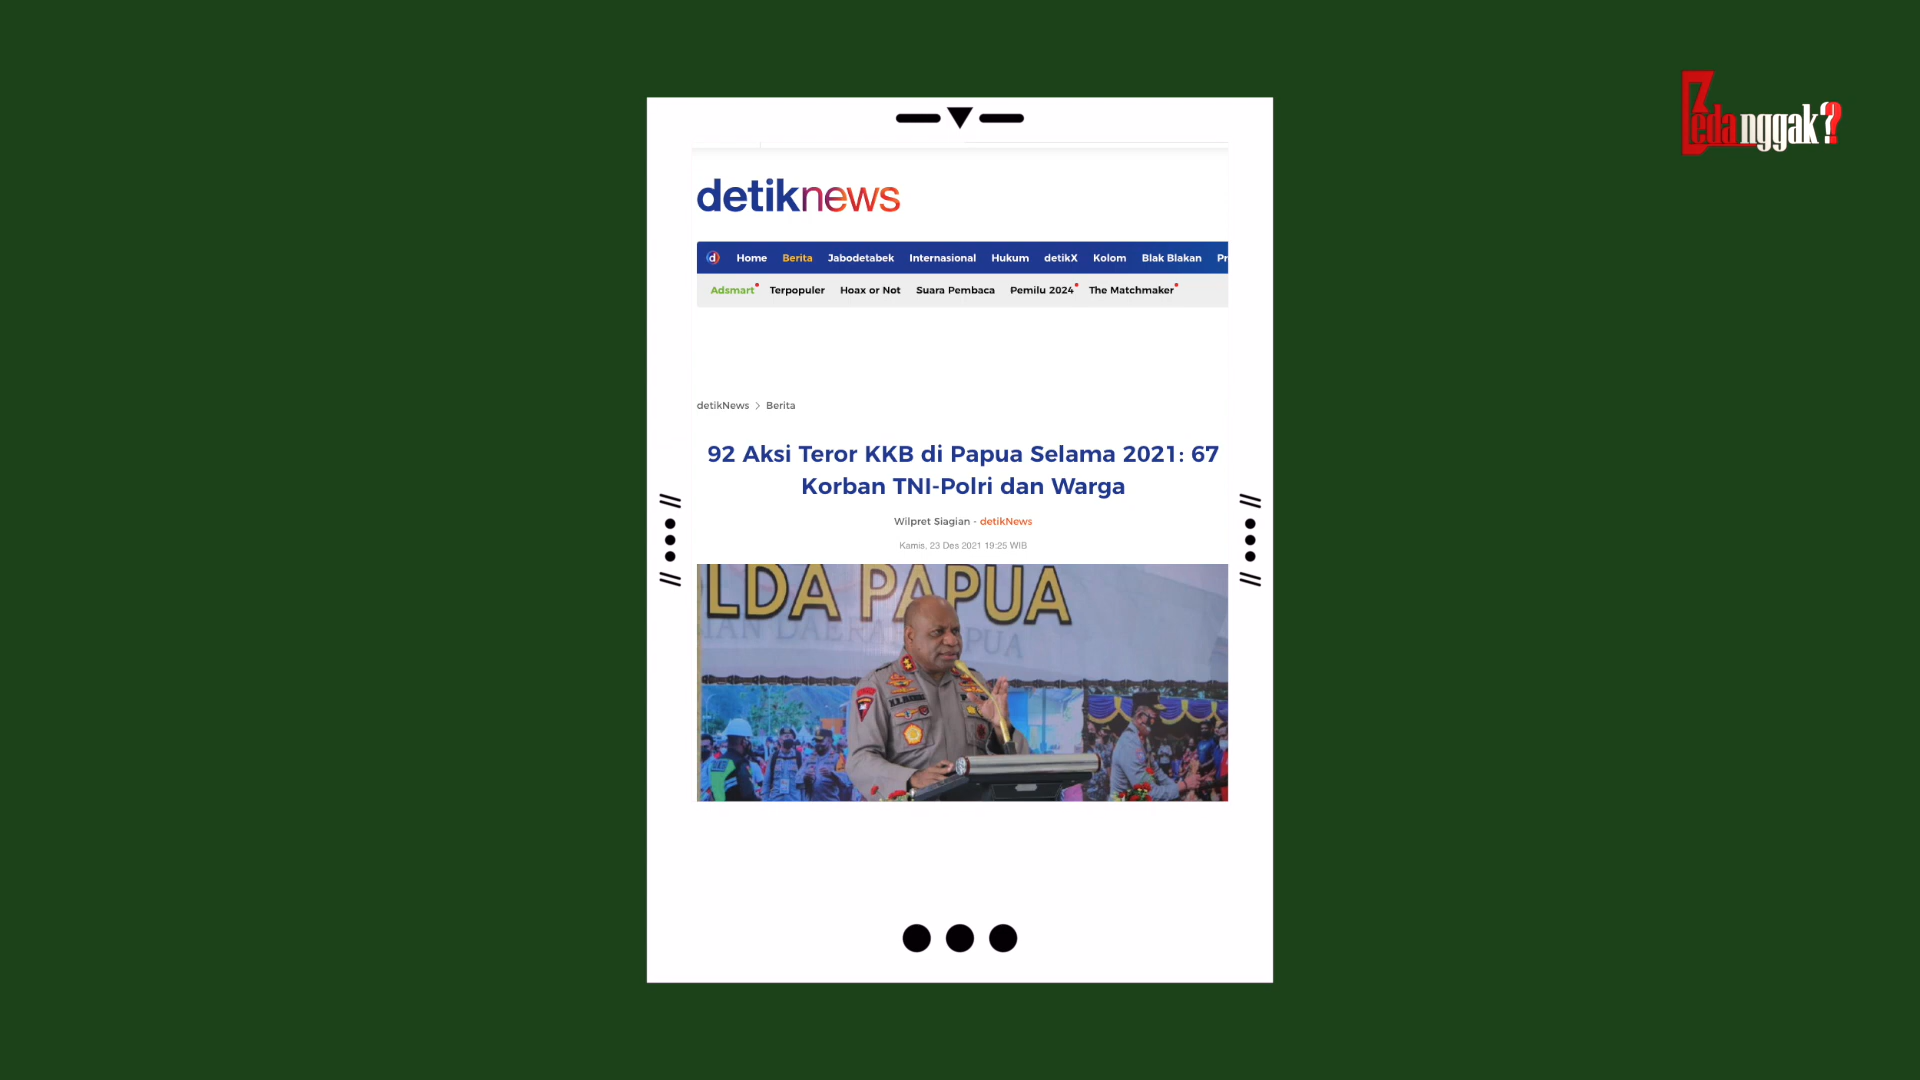 Bedanggak??
detiknews
Home Berita Jabodetabek Internasional Hukum detikX Kolom Blak Blakan Pr
Adsmart Terpopuler Hoax or Not Suara Pembaca Pemilu 2024 The Matchmaker
detikNews > Berita
92 Aksi Teror KKB di Papua Selama 2021: 67
Korban TNI-Polri dan Warga
Wilpret Siagian - detikNews
Kamis, 23 Des 2021 19:25 WIB
LDA PAPUA